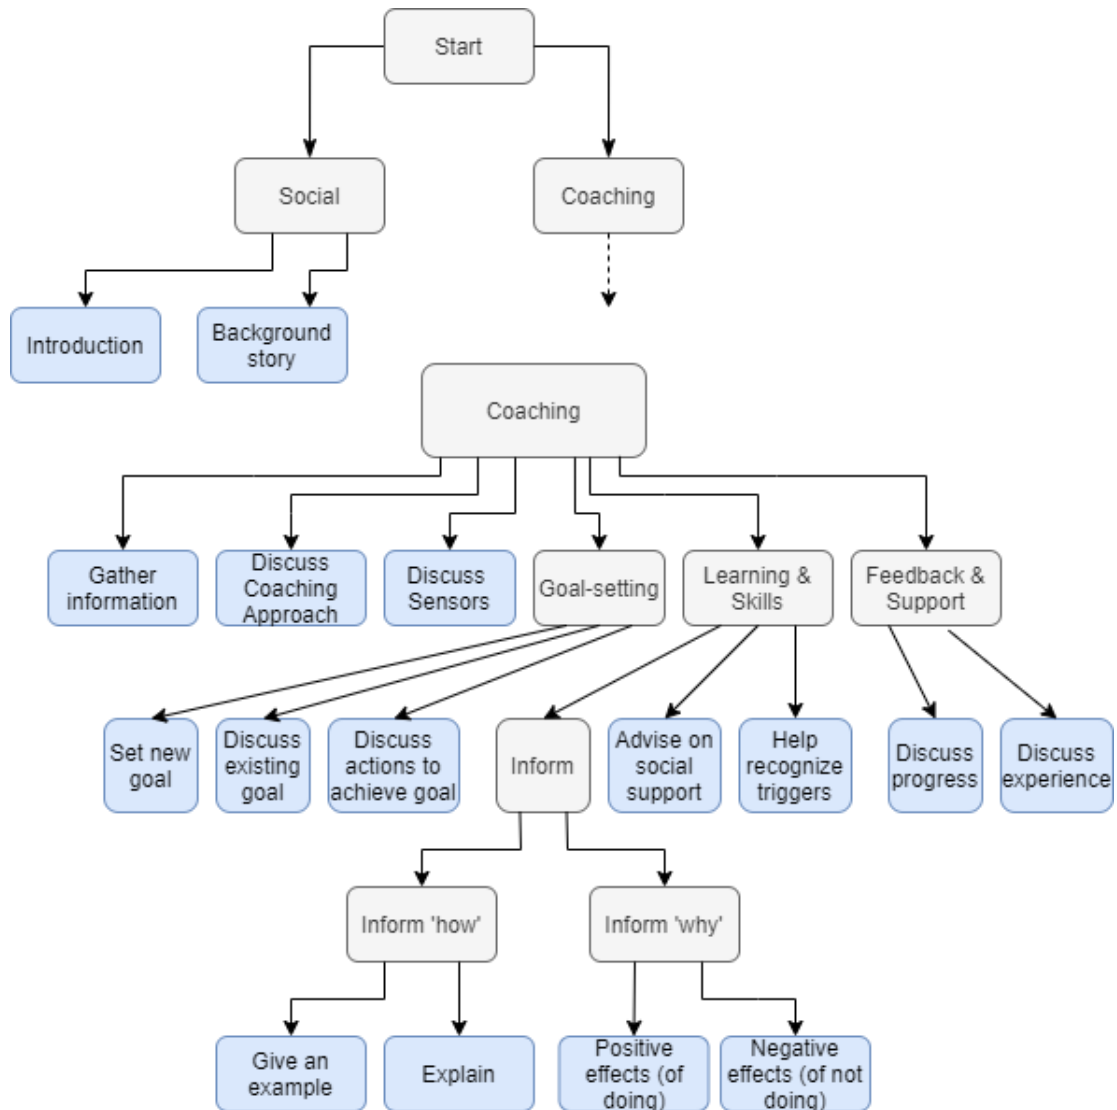 Start
Social
Coaching
Introduction
Background
story
Coaching
Gather
information
Discuss
Coaching
Approach
Discuss
Sensors
Goal-setting
Learning &
Skills
Feedback &
Support
Set new
goal
Discuss
existing
goal
Discuss
actions to
achieve goal
Inform
Advise on
social
support
Help
recognize
triggers
Discuss
progress
Discuss
experience
Inform 'how'
Inform 'why'
Give an
example
Explain
Positive
effects (of
doing)
Negative
effects (of not
doing)